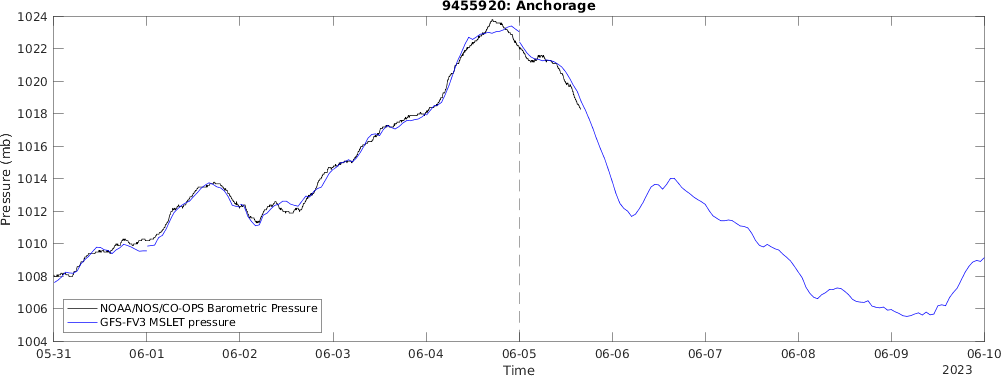 9455920: Anchorage
Pressure (mb)
1024
1022
1020
1018
1016
1014
1012
1010
1008
1006
1004
NOAA/NOS/CO-OPS Barometric Pressure
GFS-FV3 MSLET pressure
05-31 06-01 06-02 06-03 06-04 06-05 06-06 06-07 06-08 06-09 06-10
Time
2023